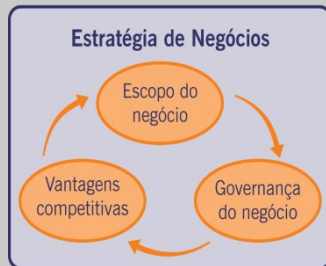 Estratégia de Negócios
Escopo do
negócio
Vantagens
competitivas
Governança
do negócio